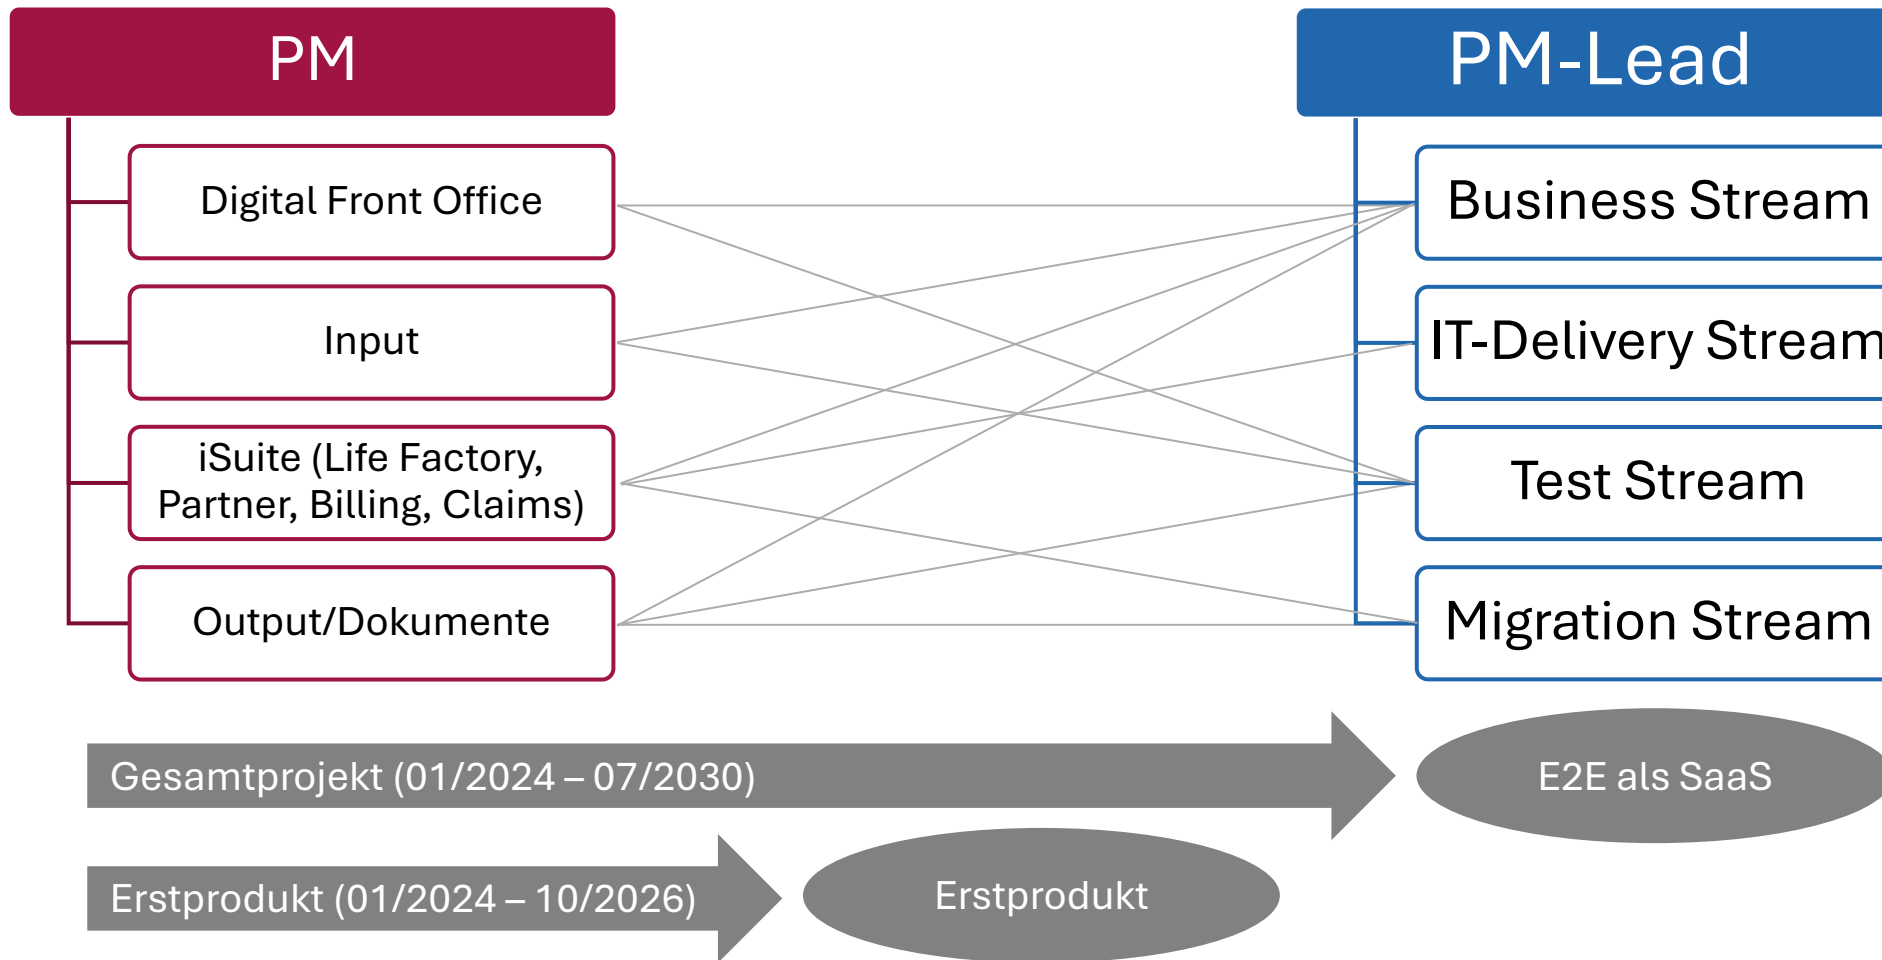 PM
PM-Lead
Digital Front Office
Business Stream
Input
IT-Delivery Stream
iSuite (Life Factory,
Partner, Billing, Claims)
Test Stream
Output/Dokumente
Migration Stream
Gesamtprojekt (01/2024 – 07/2030)
E2E als SaaS
Erstprodukt (01/2024 – 10/2026)
Erstprodukt